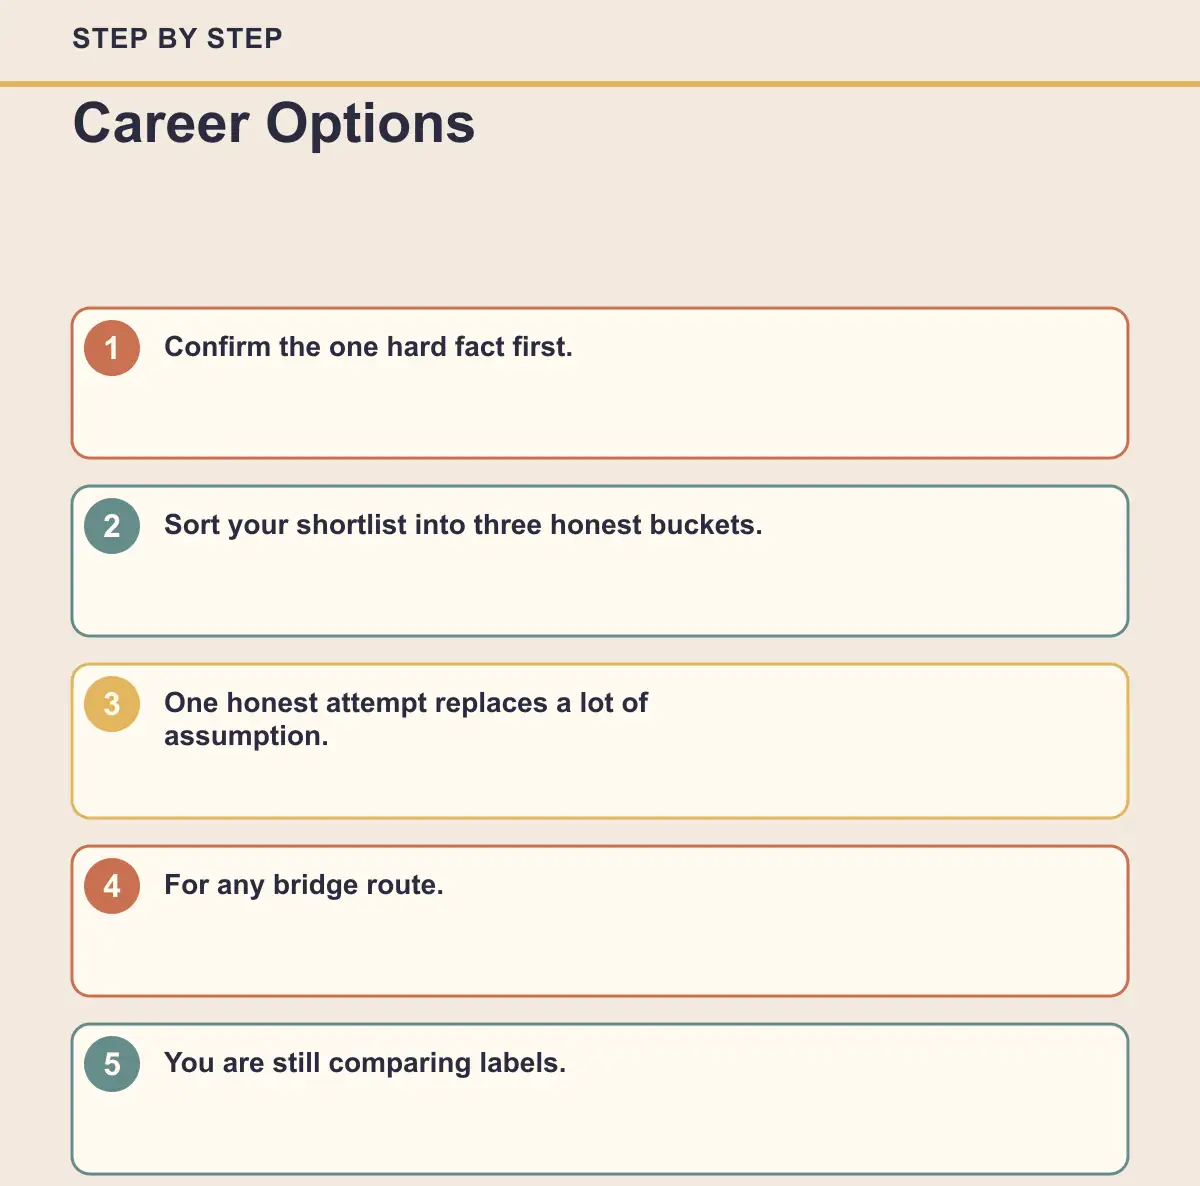 STEP BY STEP
Career Options
1
Confirm the one hard fact first.
2
Sort your shortlist into three honest buckets.
3
One honest attempt replaces a lot of
assumption.
4
For any bridge route.
5
You are still comparing labels.